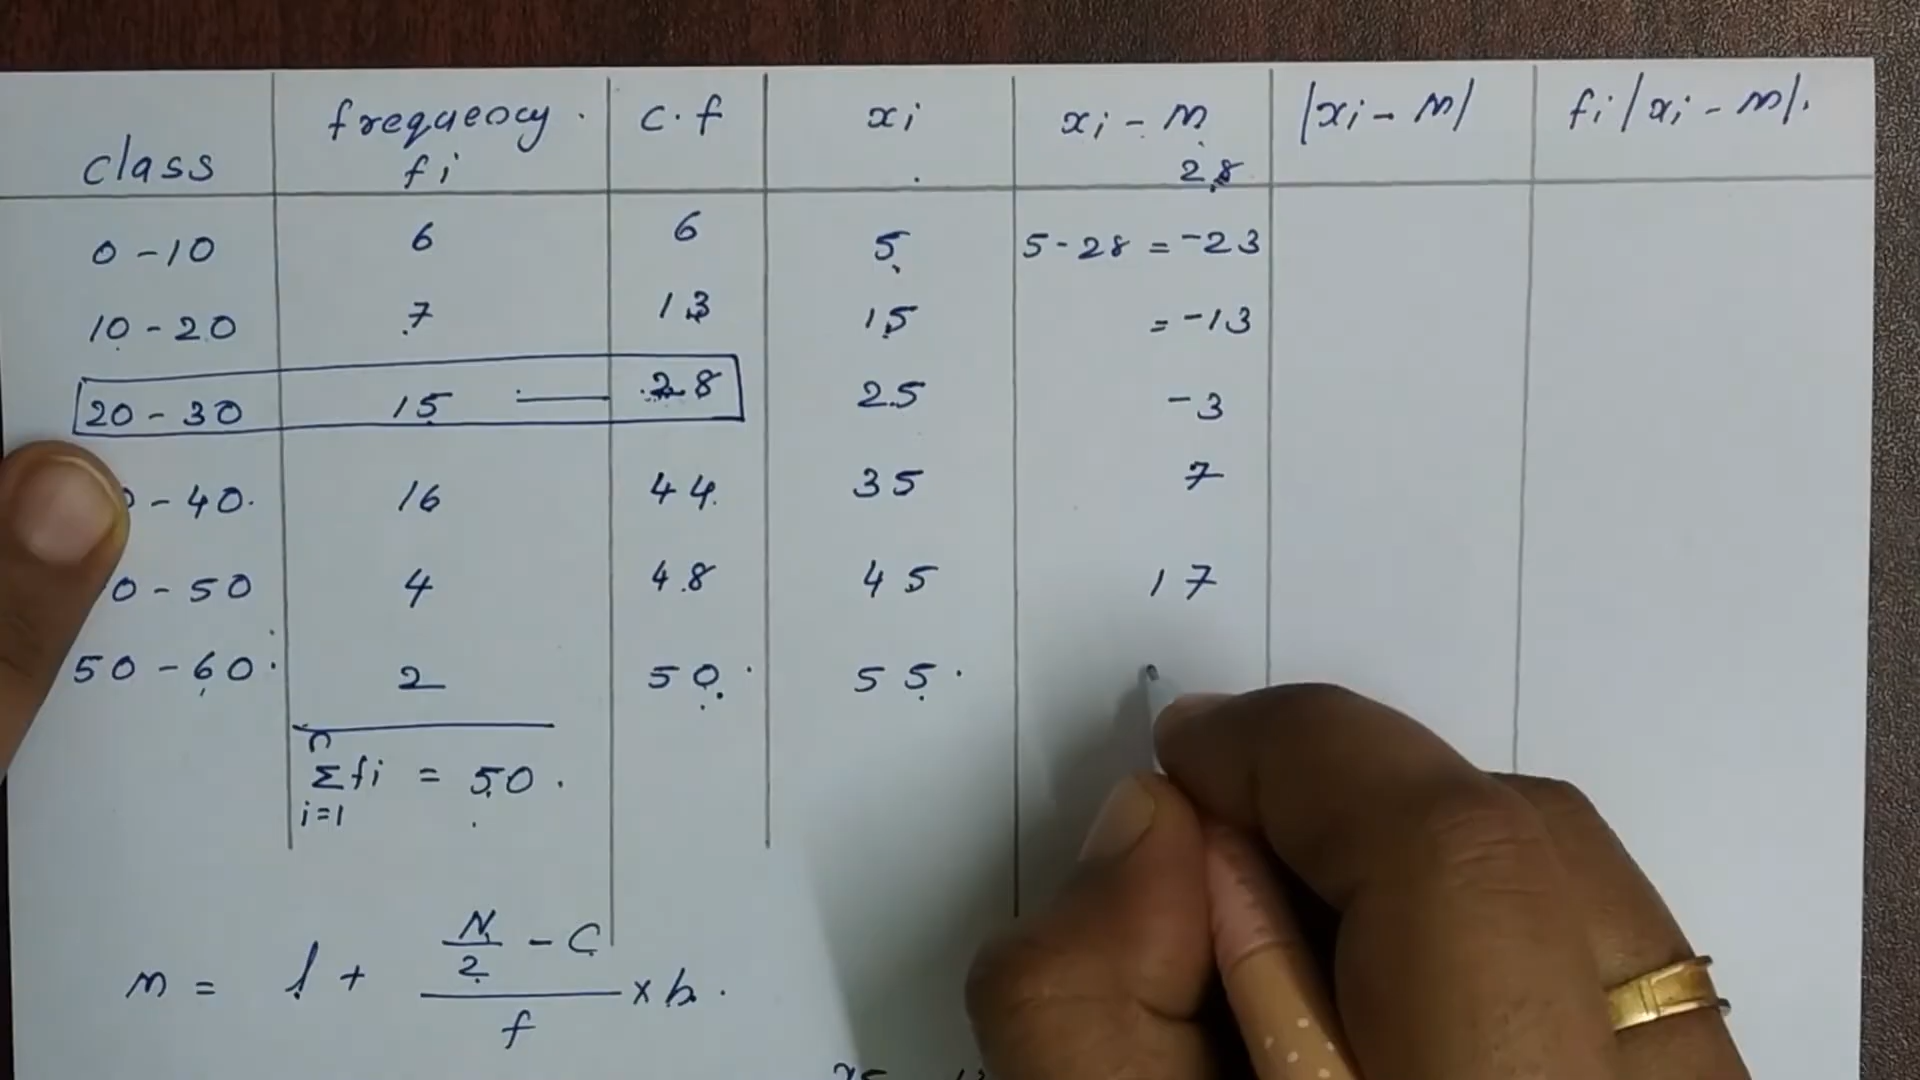 class frequency fi c.f xi xi - m 28 |xi - m| fi |xi - m|.
0 - 10 6 6 5 5 - 28 = -23
10 - 20 7 13 15 = -13
20 - 30 15 28 25 -3
- 40. 16 44 35 7
0 - 50 4 48 45 17
50 - 60. 2 50 55.
n Σ i=1 fi = 50.
m = l + N/2 - C / f × h.